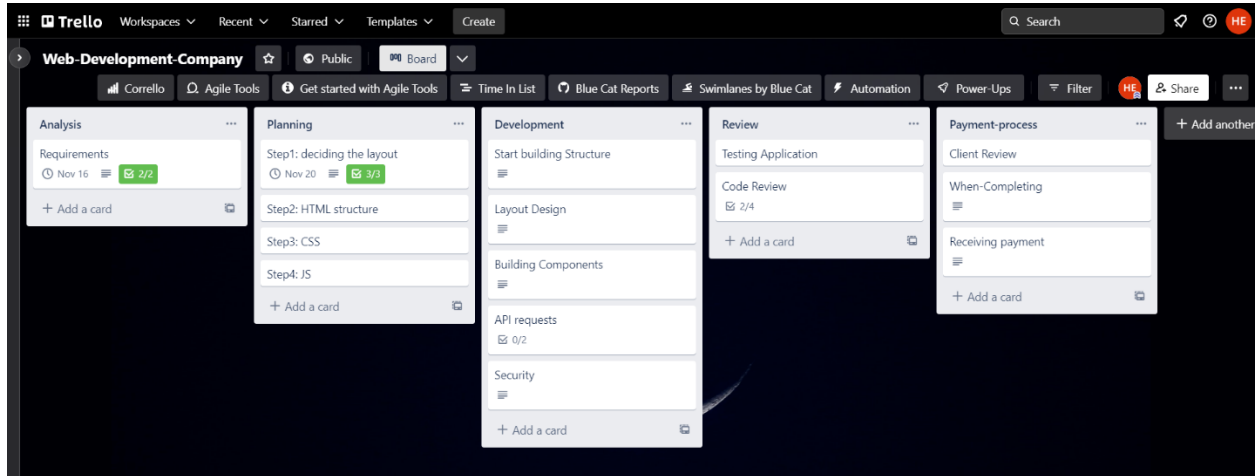 Trello Workspaces Recent Starred Templates Create Search HE
Web-Development-Company Public Board
Corrello Agile Tools Get started with Agile Tools Time In List Blue Cat Reports Swimlanes by Blue Cat Automation Power-Ups Filter HE Share
Analysis
Requirements
Nov 16 2/2
+ Add a card
Planning
Step1: deciding the layout
Nov 20 3/3
Step2: HTML structure
Step3: CSS
Step4: JS
+ Add a card
Development
Start building Structure
Layout Design
Building Components
API requests
0/2
Security
+ Add a card
Review
Testing Application
Code Review
2/4
+ Add a card
Payment-process
Client Review
When-Completing
Receiving payment
+ Add a card
+ Add another